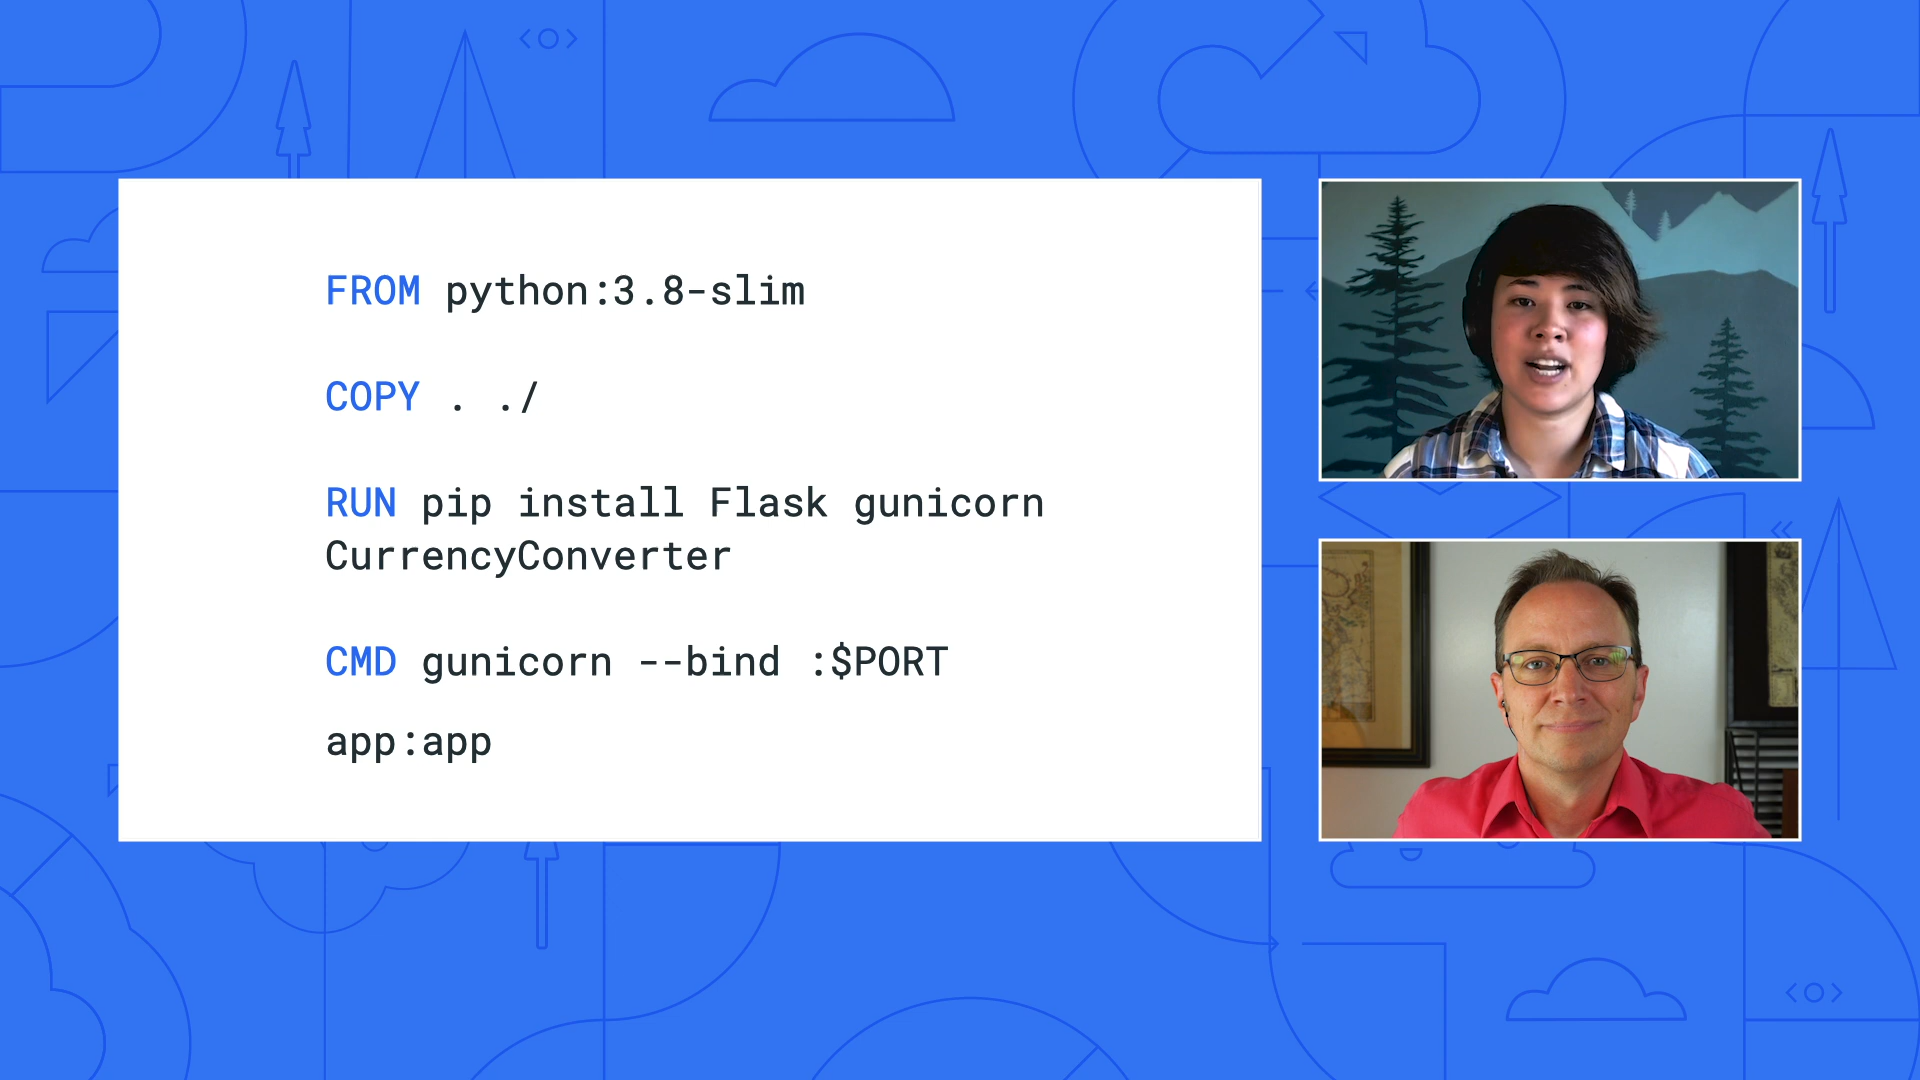 FROM python:3.8-slim
COPY . ./
RUN pip install Flask gunicorn
CurrencyConverter
CMD gunicorn --bind :$PORT
app:app